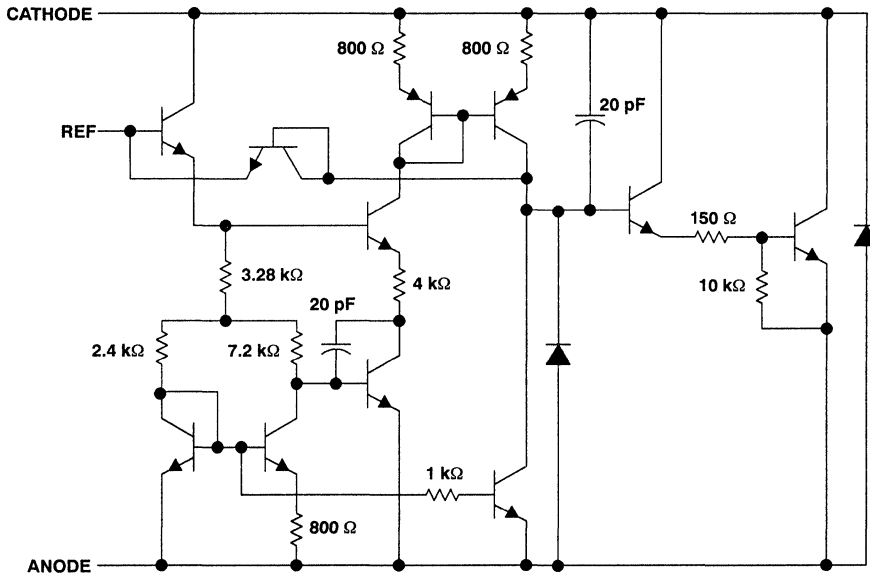 CATHODE
800 Ω
800 Ω
20 pF
REF
150 Ω
3.28 kΩ
4 kΩ
10 kΩ
20 pF
2.4 kΩ
7.2 kΩ
1 kΩ
800 Ω
ANODE